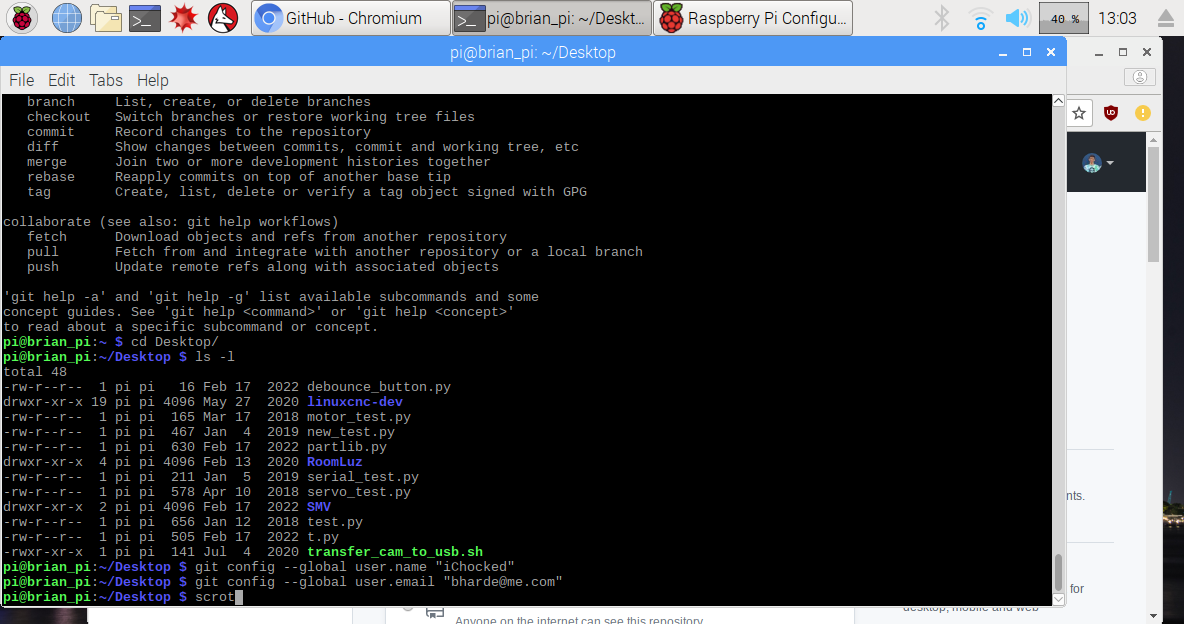 GitHub - Chromium
pi@brian_pi: ~/Deskt...
Raspberry Pi Configu...
40 %
13:03
pi@brian_pi: ~/Desktop
File Edit Tabs Help
branch List, create, or delete branches
checkout Switch branches or restore working tree files
commit Record changes to the repository
diff Show changes between commits, commit and working tree, etc
merge Join two or more development histories together
rebase Reapply commits on top of another base tip
tag Create, list, delete or verify a tag object signed with GPG
collaborate (see also: git help workflows)
fetch Download objects and refs from another repository
pull Fetch from and integrate with another repository or a local branch
push Update remote refs along with associated objects
'git help -a' and 'git help -g' list available subcommands and some
concept guides. See 'git help <command>' or 'git help <concept>'
to read about a specific subcommand or concept.
pi@brian_pi:~ $ cd Desktop/
pi@brian_pi:~/Desktop $ ls -l
total 48
-rw-r--r-- 1 pi pi 16 Feb 17 2022 debounce_button.py
drwxr-xr-x 19 pi pi 4096 May 27 2020 linuxcnc-dev
-rw-r--r-- 1 pi pi 165 Mar 17 2018 motor_test.py
-rw-r--r-- 1 pi pi 467 Jan 4 2019 new_test.py
-rw-r--r-- 1 pi pi 630 Feb 17 2022 partlib.py
drwxr-xr-x 4 pi pi 4096 Feb 13 2020 RoomLuz
-rw-r--r-- 1 pi pi 211 Jan 5 2019 serial_test.py
-rw-r--r-- 1 pi pi 578 Apr 10 2018 servo_test.py
drwxr-xr-x 2 pi pi 4096 Feb 17 2022 SMV
-rw-r--r-- 1 pi pi 656 Jan 12 2018 test.py
-rw-r--r-- 1 pi pi 505 Feb 17 2022 t.py
-rwxr-xr-x 1 pi pi 141 Jul 4 2020 transfer_cam_to_usb.sh
pi@brian_pi:~/Desktop $ git config --global user.name "iChocked"
pi@brian_pi:~/Desktop $ git config --global user.email "bharde@me.com"
pi@brian_pi:~/Desktop $ scrot
nts.
for
desktop, mobile and web
Anyone on the internet can see this repository.